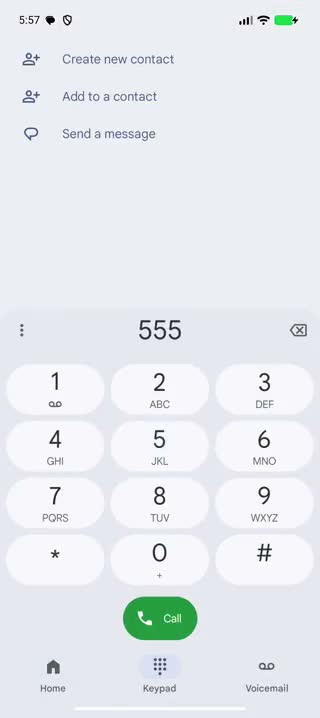 5:57
Create new contact
Add to a contact
Send a message
555
1
2
ABC
3
DEF
4
GHI
5
JKL
6
MNO
7
PQRS
8
TUV
9
WXYZ
*
0
+
#
Call
Home
Keypad
Voicemail